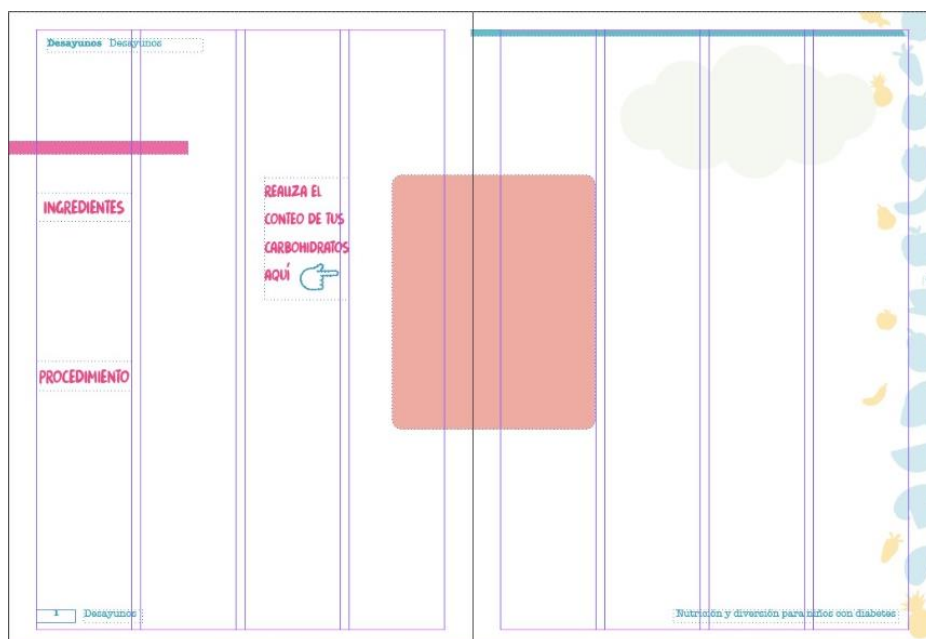 Desayunos Desayunos
INGREDIENTES
REALIZA EL
CONTEO DE TUS
CARBOHIDRATOS
AQUÍ
PROCEDIMIENTO
1 Desayunos
Nutrición y diversión para niños con diabetes